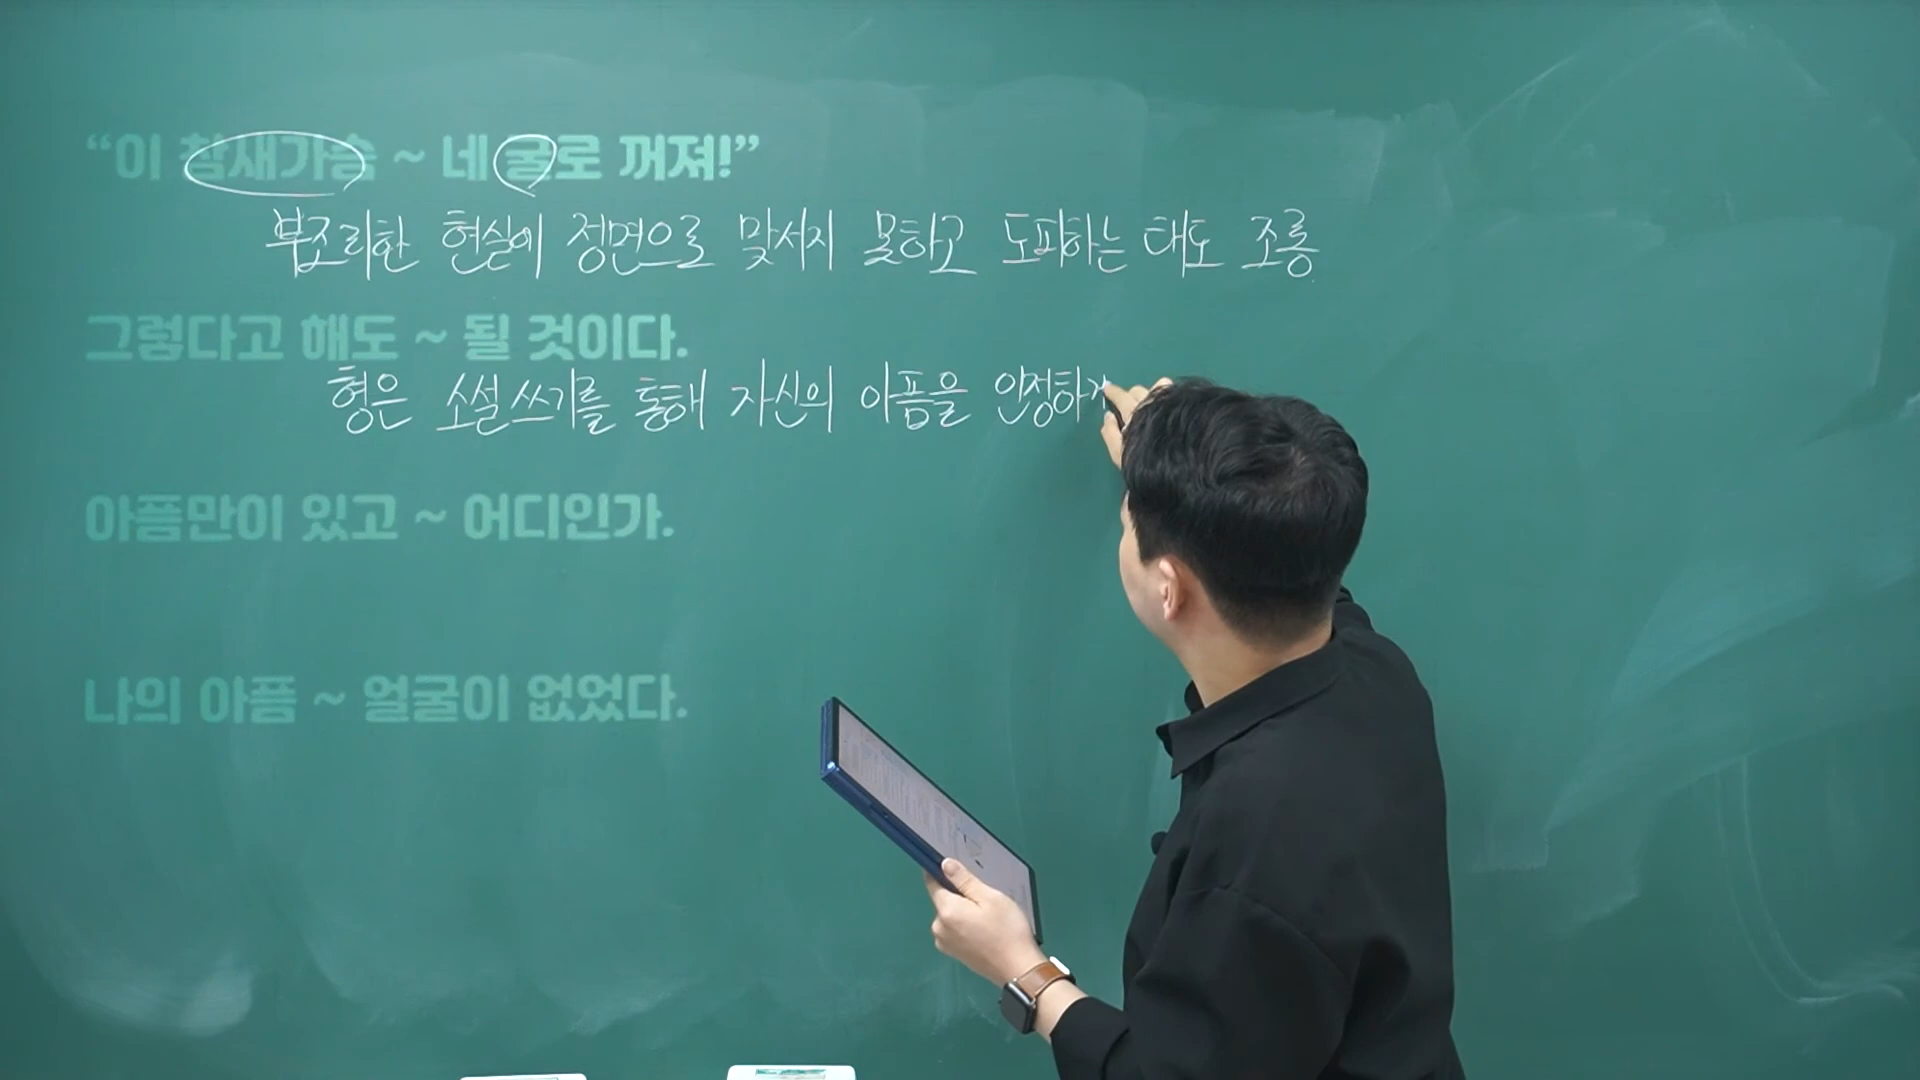 “이 참새가슴 ~ 네 굴로 꺼져!”
부조리한 현실에 정면으로 맞서지 못하고 도피하는 태도 조롱
그렇다고 해도 ~ 될 것이다.
형은 소설 쓰기를 통해 자신의 아픔을 인정하
아픔만이 있고 ~ 어디인가.
나의 아픔 ~ 얼굴이 없었다.